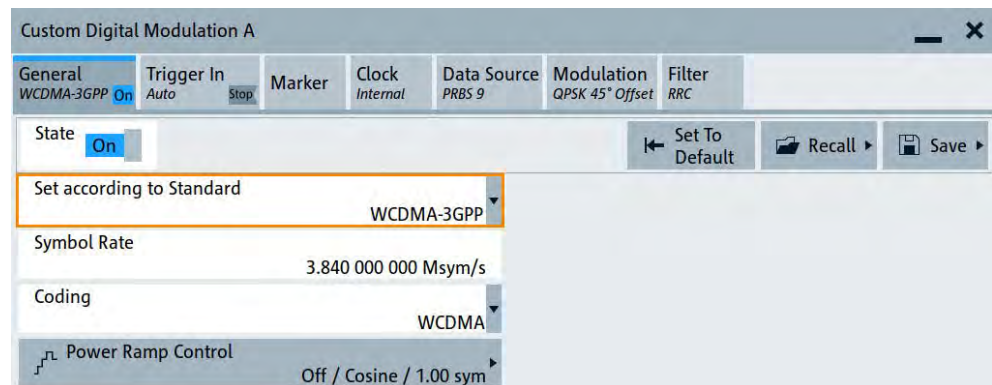 Custom Digital Modulation A
General Trigger In Marker Clock Data Source Modulation Filter
WCDMA-3GPP On Auto Stop Internal PRBS 9 QPSK 45° Offset RRC
State On Set To Default Recall Save
Set according to Standard
WCDMA-3GPP
Symbol Rate
3.840 000 000 Msym/s
Coding
WCDMA
Power Ramp Control
Off / Cosine / 1.00 sym